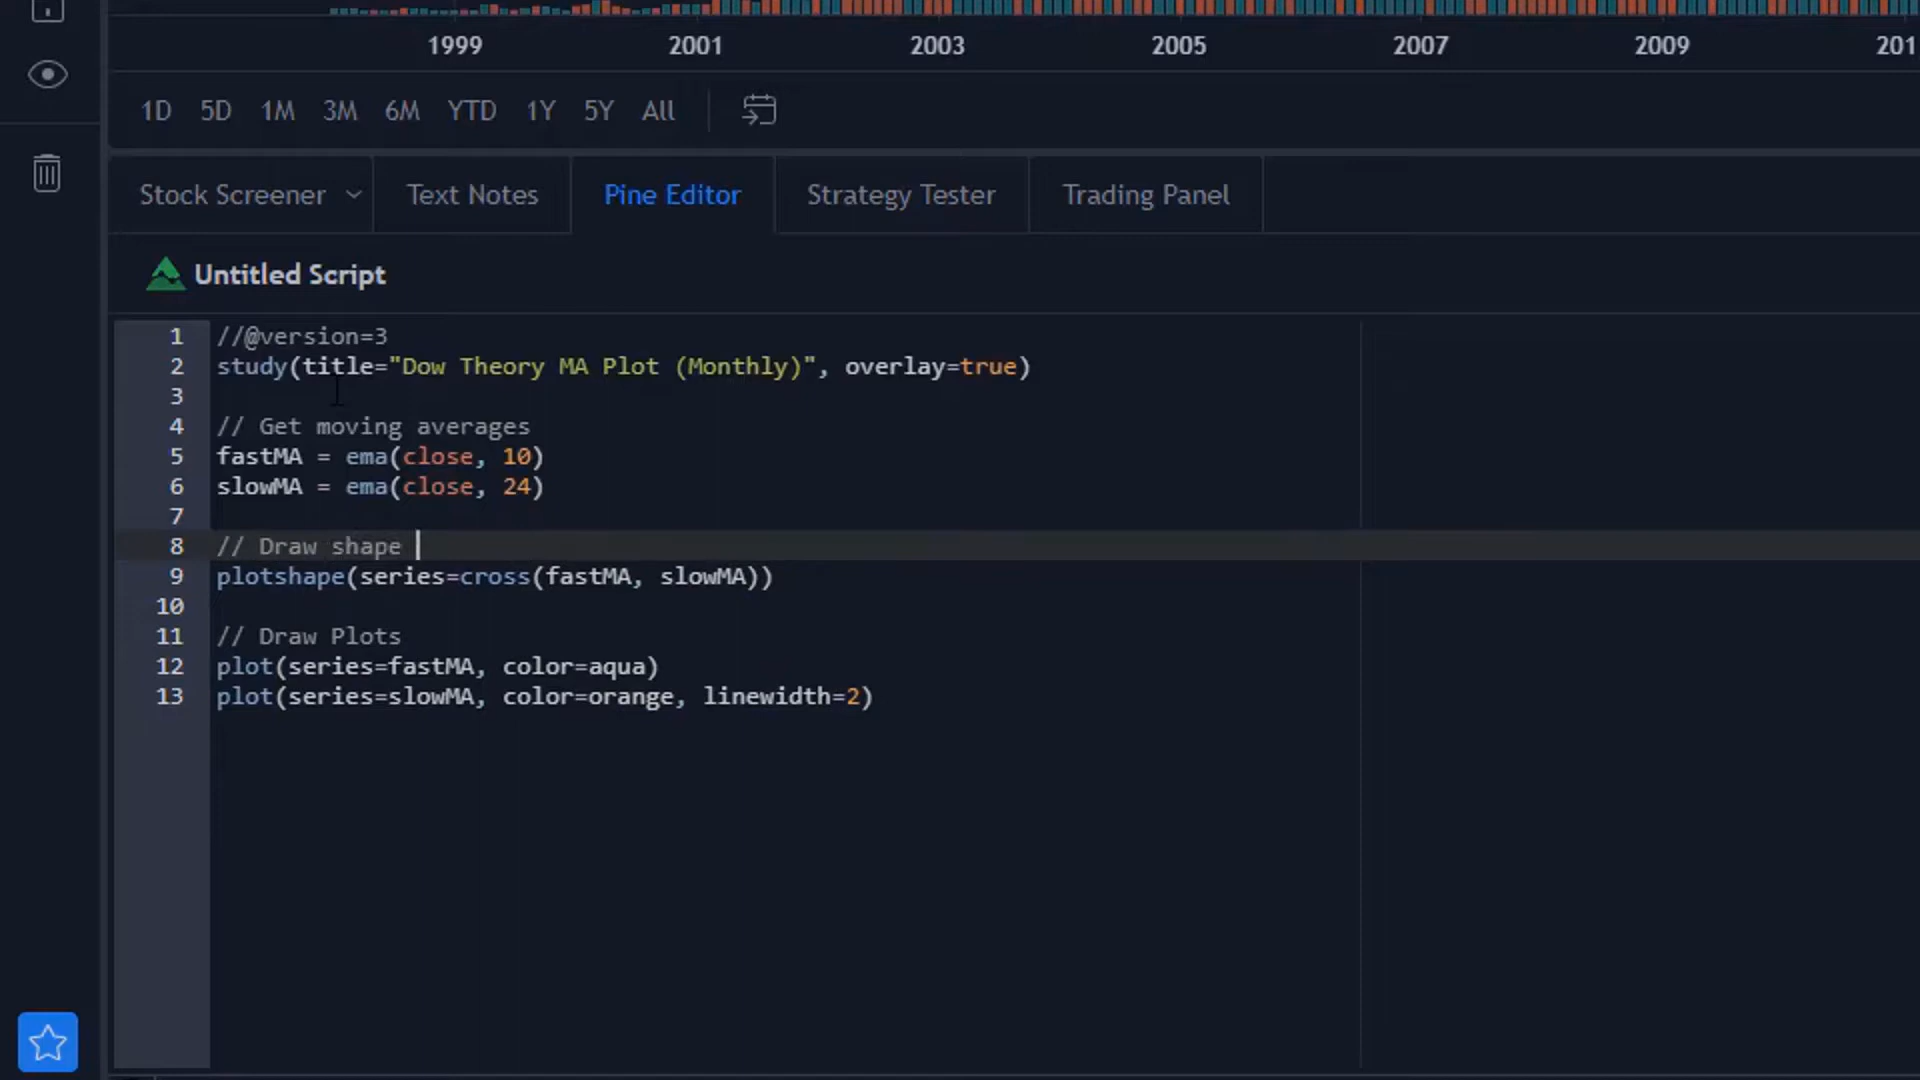 1999 2001 2003 2005 2007 2009 201
1D 5D 1M 3M 6M YTD 1Y 5Y All
Stock Screener Text Notes Pine Editor Strategy Tester Trading Panel
Untitled Script
1 //@version=3
2 study(title="Dow Theory MA Plot (Monthly)", overlay=true)
3
4 // Get moving averages
5 fastMA = ema(close, 10)
6 slowMA = ema(close, 24)
7
8 // Draw shape
9 plotshape(series=cross(fastMA, slowMA))
10
11 // Draw Plots
12 plot(series=fastMA, color=aqua)
13 plot(series=slowMA, color=orange, linewidth=2)